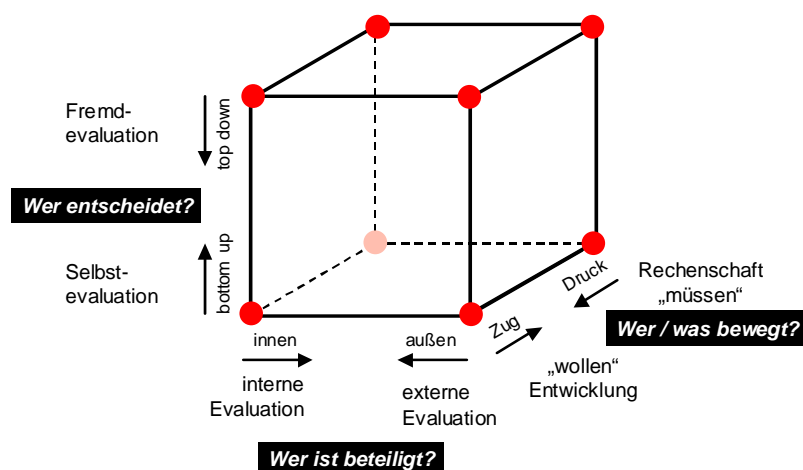 Fremd-
evaluation
top down
Wer entscheidet?
Selbst-
evaluation
bottom up
innen
außen
interne
Evaluation
externe
Evaluation
Wer ist beteiligt?
Zug
Druck
„wollen“
Entwicklung
Rechenschaft
„müssen“
Wer / was bewegt?